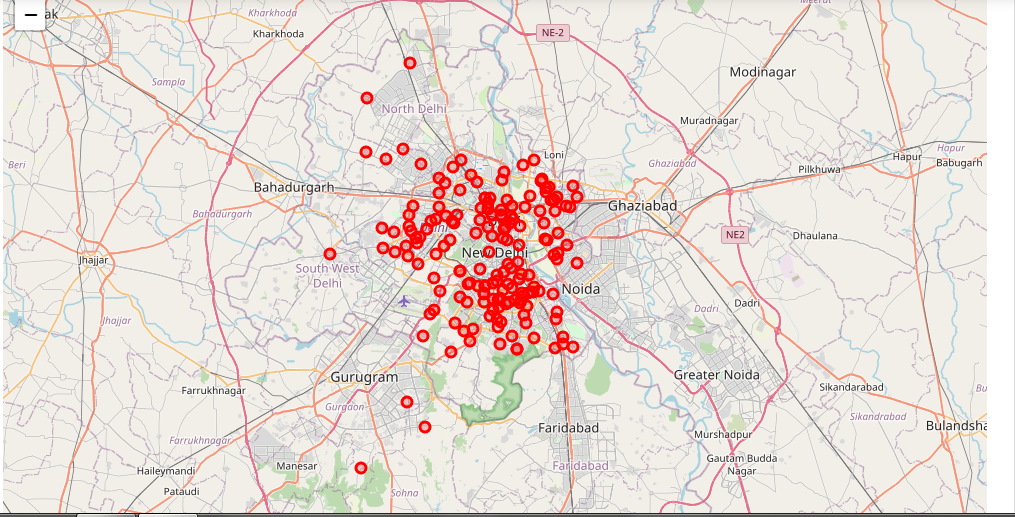 −
ak
Kharkhoda
Kharkhoda
NE-2
Meerut
Modinagar
Sampla
North Delhi
Muradnagar
Loni
Beri
Ghaziabad
Hapur
Hapur
Babugarh
Pilkhuwa
Bahadurgarh
Ghaziabad
Bahadurgarh
NE2
Dhaulana
New Delhi
Jhajjar
South West
Delhi
Noida
Dadri
Dadri
Jhajjar
Gurugram
Greater Noida
Farrukhnagar
Sikandarabad
Gurgaon
Sikandarabad
Faridabad
Bulandsha
Farrukhnagar
Murshadpur
Haileymandi
Manesar
Faridabad
Gautam Budda
Nagar
Pataudi
Sohna